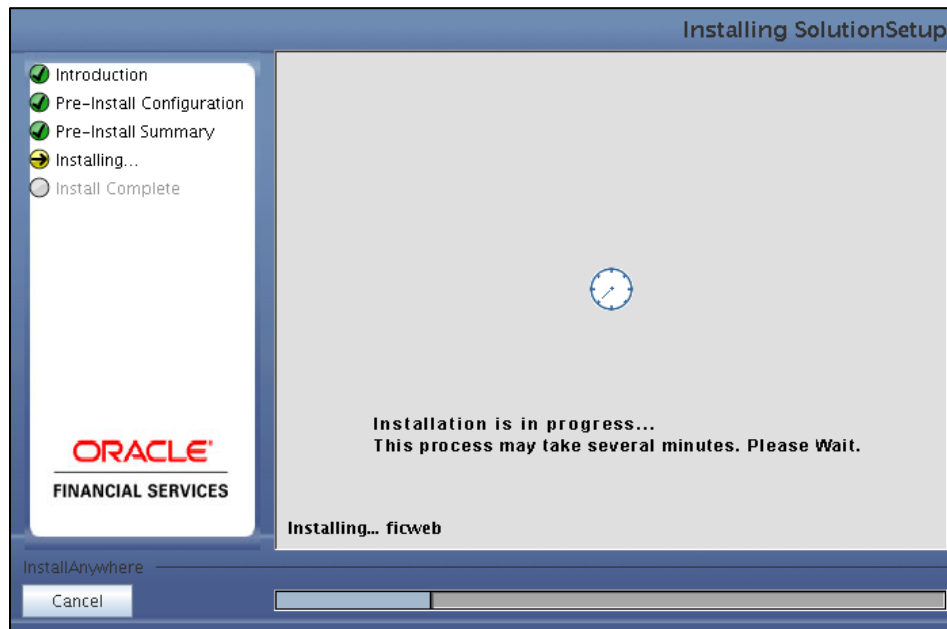 Installing SolutionSetup
Introduction
Pre-Install Configuration
Pre-Install Summary
Installing...
Install Complete
ORACLE
FINANCIAL SERVICES
Installation is in progress...
This process may take several minutes. Please Wait.
Installing... ficweb
InstallAnywhere
Cancel